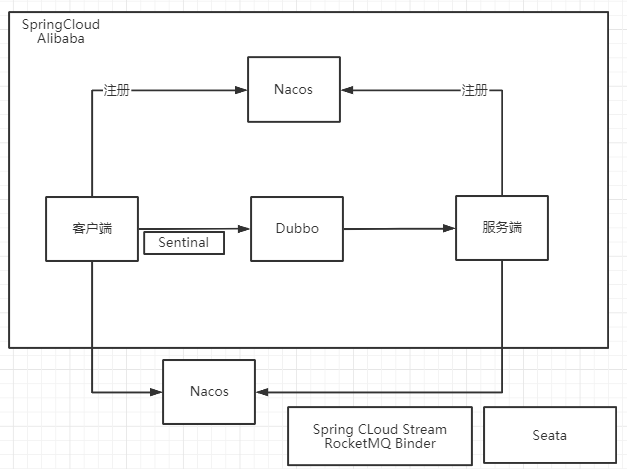 SpringCloud
Alibaba
注册
Nacos
注册
客户端
Sentinal
Dubbo
服务端
Nacos
Spring CLoud Stream
RocketMQ Binder
Seata